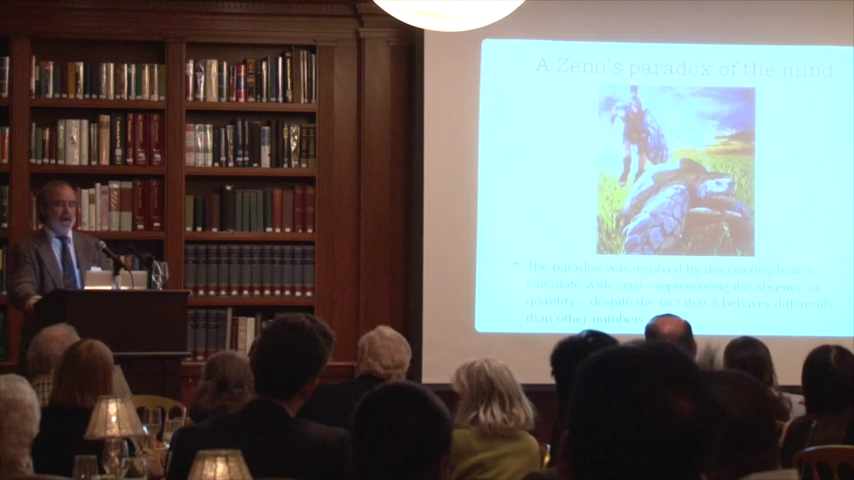 A Zeno's paradox of the mind
The paradox was resolved by discovering how to
calculate with zero—representing the absence of
quantity—despite the fact that it behaves differently
than other numbers